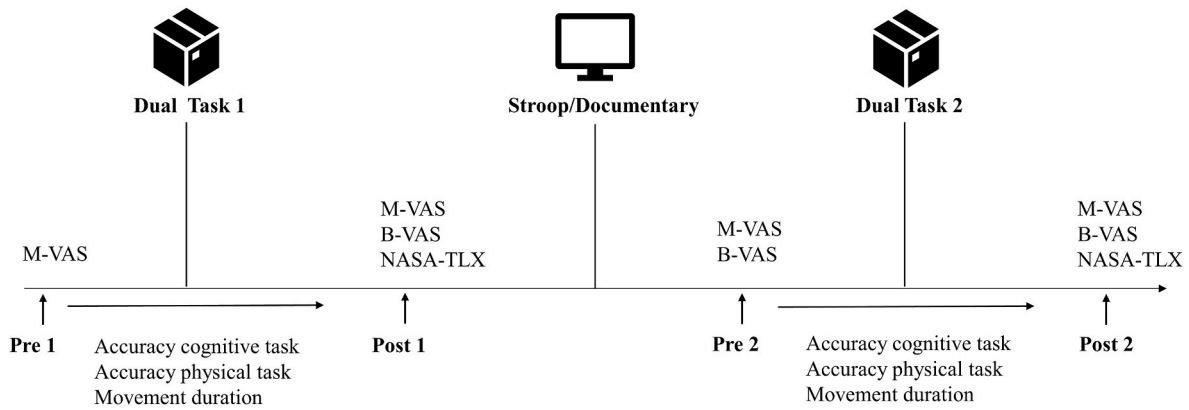 Dual Task 1
Stroop/Documentary
Dual Task 2
M-VAS
M-VAS
B-VAS
NASA-TLX
M-VAS
B-VAS
M-VAS
B-VAS
NASA-TLX
Pre 1
Accuracy cognitive task
Accuracy physical task
Movement duration
Post 1
Pre 2
Accuracy cognitive task
Accuracy physical task
Movement duration
Post 2